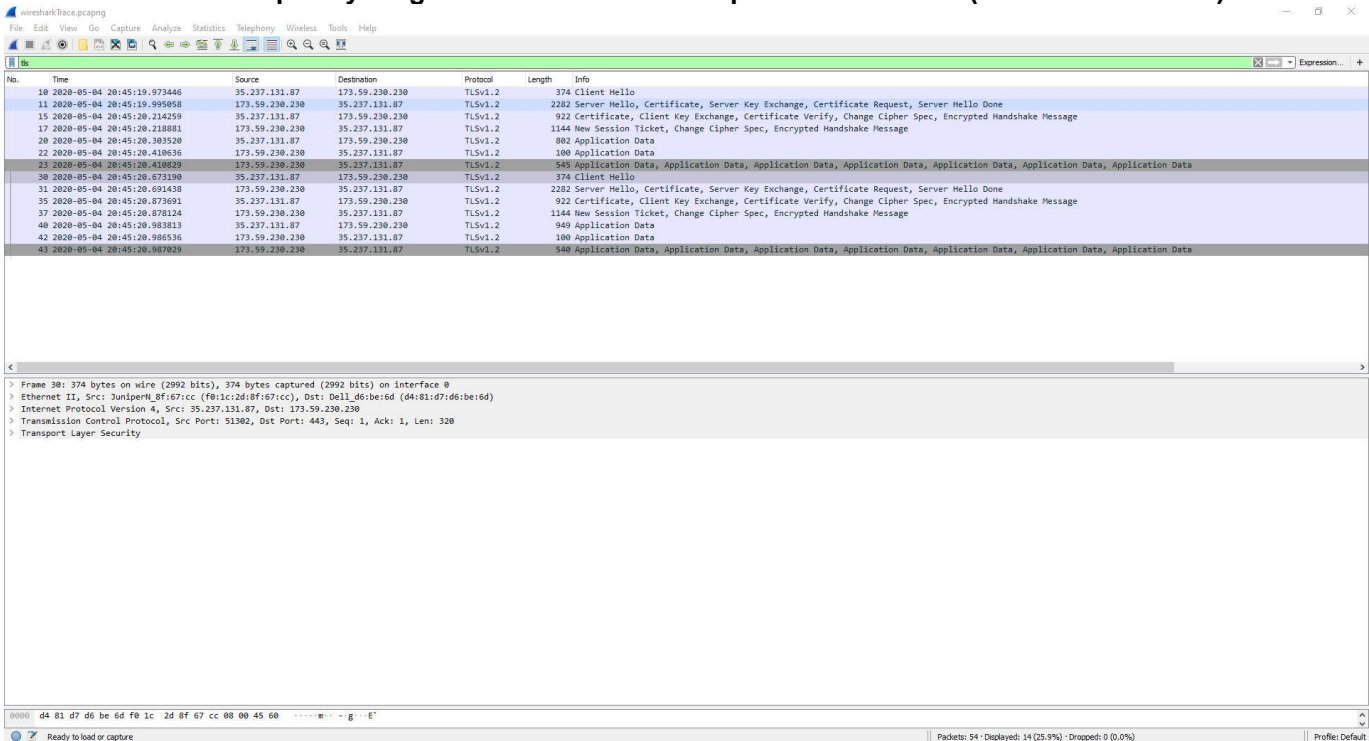 wiresharkTrace.pcapng
File Edit View Go Capture Analyze Statistics Telephony Wireless Tools Help
tls Expression... +
No. Time Source Destination Protocol Length Info
10 2020-05-04 20:45:19.973446 35.237.131.87 173.59.230.230 TLSv1.2 374 Client Hello
11 2020-05-04 20:45:19.995058 173.59.230.230 35.237.131.87 TLSv1.2 2282 Server Hello, Certificate, Server Key Exchange, Certificate Request, Server Hello Done
15 2020-05-04 20:45:20.214259 35.237.131.87 173.59.230.230 TLSv1.2 922 Certificate, Client Key Exchange, Certificate Verify, Change Cipher Spec, Encrypted Handshake Message
17 2020-05-04 20:45:20.218881 173.59.230.230 35.237.131.87 TLSv1.2 1144 New Session Ticket, Change Cipher Spec, Encrypted Handshake Message
20 2020-05-04 20:45:20.303520 35.237.131.87 173.59.230.230 TLSv1.2 802 Application Data
22 2020-05-04 20:45:20.410636 173.59.230.230 35.237.131.87 TLSv1.2 100 Application Data
23 2020-05-04 20:45:20.410829 173.59.230.230 35.237.131.87 TLSv1.2 545 Application Data, Application Data, Application Data, Application Data, Application Data, Application Data, Application Data
30 2020-05-04 20:45:20.673190 35.237.131.87 173.59.230.230 TLSv1.2 374 Client Hello
31 2020-05-04 20:45:20.691438 173.59.230.230 35.237.131.87 TLSv1.2 2282 Server Hello, Certificate, Server Key Exchange, Certificate Request, Server Hello Done
35 2020-05-04 20:45:20.873691 35.237.131.87 173.59.230.230 TLSv1.2 922 Certificate, Client Key Exchange, Certificate Verify, Change Cipher Spec, Encrypted Handshake Message
37 2020-05-04 20:45:20.878124 173.59.230.230 35.237.131.87 TLSv1.2 1144 New Session Ticket, Change Cipher Spec, Encrypted Handshake Message
40 2020-05-04 20:45:20.983813 35.237.131.87 173.59.230.230 TLSv1.2 949 Application Data
42 2020-05-04 20:45:20.986536 173.59.230.230 35.237.131.87 TLSv1.2 100 Application Data
43 2020-05-04 20:45:20.987029 173.59.230.230 35.237.131.87 TLSv1.2 540 Application Data, Application Data, Application Data, Application Data, Application Data, Application Data, Application Data
> Frame 30: 374 bytes on wire (2992 bits), 374 bytes captured (2992 bits) on interface 0
> Ethernet II, Src: JuniperN_8f:67:cc (f0:1c:2d:8f:67:cc), Dst: Dell_d6:be:6d (d4:81:d7:d6:be:6d)
> Internet Protocol Version 4, Src: 35.237.131.87, Dst: 173.59.230.230
> Transmission Control Protocol, Src Port: 51302, Dst Port: 443, Seq: 1, Ack: 1, Len: 320
> Transport Layer Security
0000 d4 81 d7 d6 be 6d f0 1c 2d 8f 67 cc 08 00 45 60 ·····m·· -·g···E`
Ready to load or capture Packets: 54 · Displayed: 14 (25.9%) · Dropped: 0 (0.0%) Profile: Default